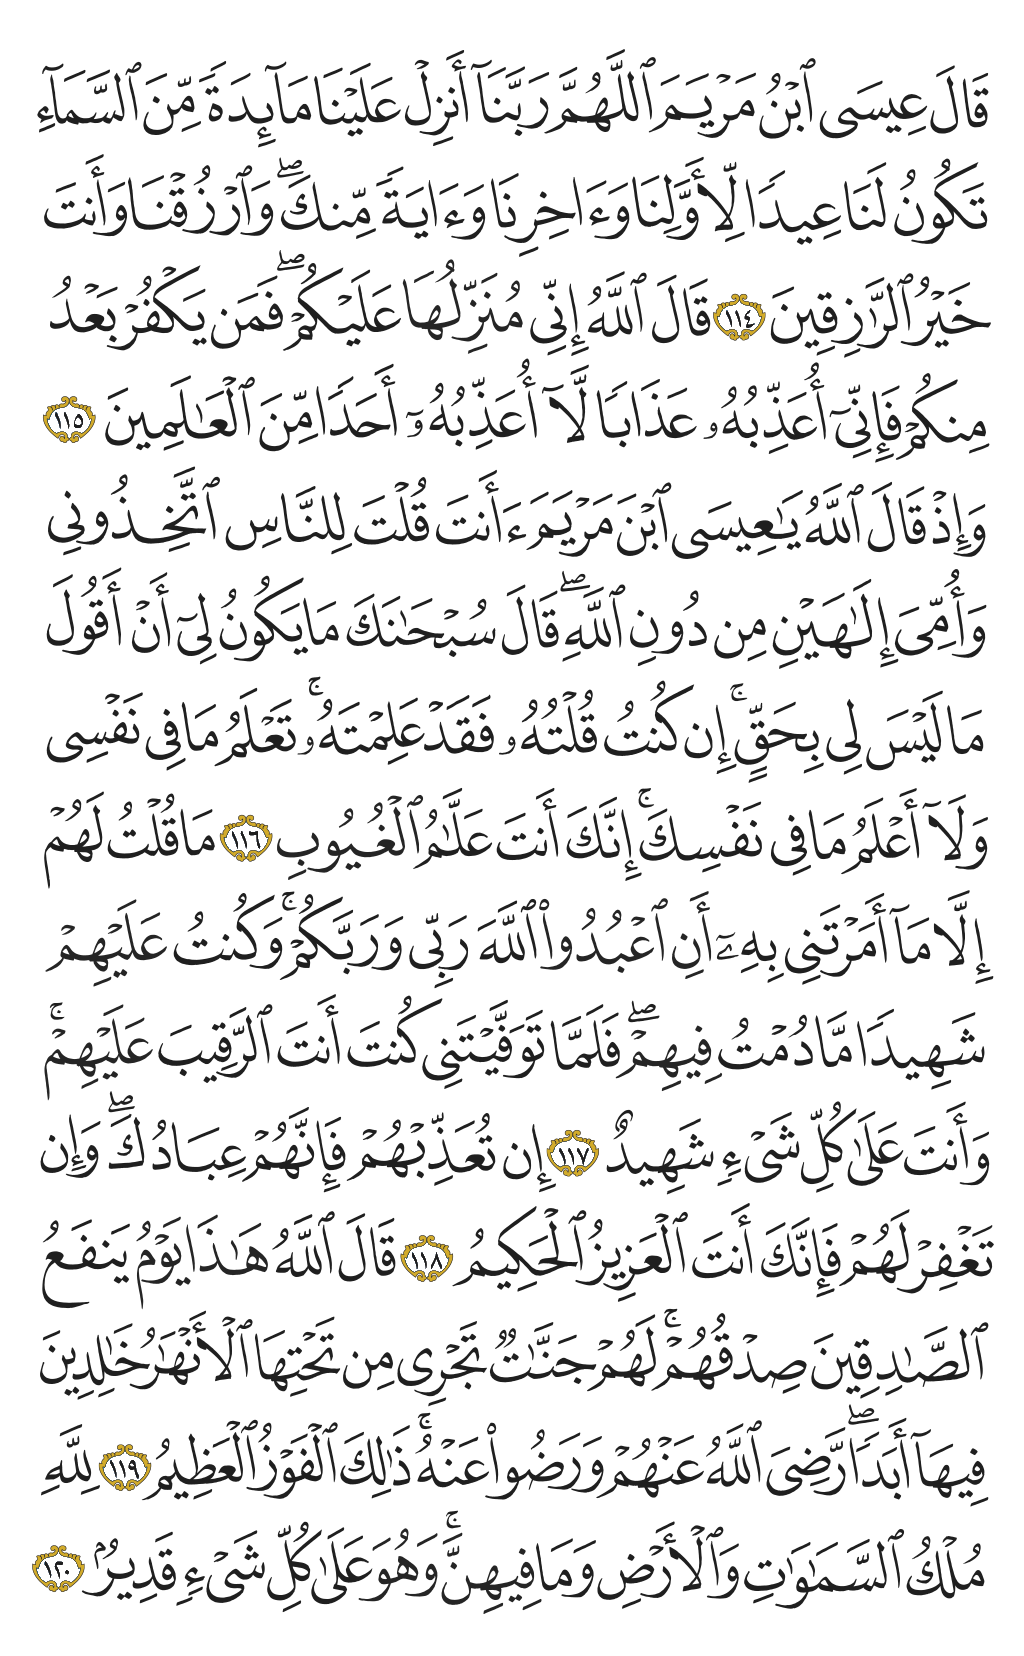 قَالَ عِيسَى ٱبۡنُ مَرۡيَمَ ٱللَّهُمَّ رَبَّنَآ أَنزِلۡ عَلَيۡنَا مَآئِدَةٗ مِّنَ ٱلسَّمَآءِ
تَكُونُ لَنَا عِيدٗا لِّأَوَّلِنَا وَءَاخِرِنَا وَءَايَةٗ مِّنكَۖ وَٱرۡزُقۡنَا وَأَنتَ
خَيۡرُ ٱلرَّٰزِقِينَ ١١٤ قَالَ ٱللَّهُ إِنِّي مُنَزِّلُهَا عَلَيۡكُمۡۖ فَمَن يَكۡفُرۡ بَعۡدُ
مِنكُمۡ فَإِنِّيٓ أُعَذِّبُهُۥ عَذَابٗا لَّآ أُعَذِّبُهُۥٓ أَحَدٗا مِّنَ ٱلۡعَٰلَمِينَ ١١٥
وَإِذۡ قَالَ ٱللَّهُ يَٰعِيسَى ٱبۡنَ مَرۡيَمَ ءَأَنتَ قُلۡتَ لِلنَّاسِ ٱتَّخِذُونِي
وَأُمِّيَ إِلَٰهَيۡنِ مِن دُونِ ٱللَّهِۖ قَالَ سُبۡحَٰنَكَ مَا يَكُونُ لِيٓ أَنۡ أَقُولَ
مَا لَيۡسَ لِي بِحَقٍّۚ إِن كُنتُ قُلۡتُهُۥ فَقَدۡ عَلِمۡتَهُۥۚ تَعۡلَمُ مَا فِي نَفۡسِي
وَلَآ أَعۡلَمُ مَا فِي نَفۡسِكَۚ إِنَّكَ أَنتَ عَلَّٰمُ ٱلۡغُيُوبِ ١١٦ مَا قُلۡتُ لَهُمۡ
إِلَّا مَآ أَمَرۡتَنِي بِهِۦٓ أَنِ ٱعۡبُدُواْ ٱللَّهَ رَبِّي وَرَبَّكُمۡۚ وَكُنتُ عَلَيۡهِمۡ
شَهِيدٗا مَّا دُمۡتُ فِيهِمۡۖ فَلَمَّا تَوَفَّيۡتَنِي كُنتَ أَنتَ ٱلرَّقِيبَ عَلَيۡهِمۡۚ
وَأَنتَ عَلَىٰ كُلِّ شَيۡءٖ شَهِيدٌ ١١٧ إِن تُعَذِّبۡهُمۡ فَإِنَّهُمۡ عِبَادُكَۖ وَإِن
تَغۡفِرۡ لَهُمۡ فَإِنَّكَ أَنتَ ٱلۡعَزِيزُ ٱلۡحَكِيمُ ١١٨ قَالَ ٱللَّهُ هَٰذَا يَوۡمُ يَنفَعُ
ٱلصَّٰدِقِينَ صِدۡقُهُمۡۚ لَهُمۡ جَنَّٰتٞ تَجۡرِي مِن تَحۡتِهَا ٱلۡأَنۡهَٰرُ خَٰلِدِينَ
فِيهَآ أَبَدٗاۖ رَّضِيَ ٱللَّهُ عَنۡهُمۡ وَرَضُواْ عَنۡهُۚ ذَٰلِكَ ٱلۡفَوۡزُ ٱلۡعَظِيمُ ١١٩ لِلَّهِ
مُلۡكُ ٱلسَّمَٰوَٰتِ وَٱلۡأَرۡضِ وَمَا فِيهِنَّۚ وَهُوَ عَلَىٰ كُلِّ شَيۡءٖ قَدِيرُۢ ١٢٠